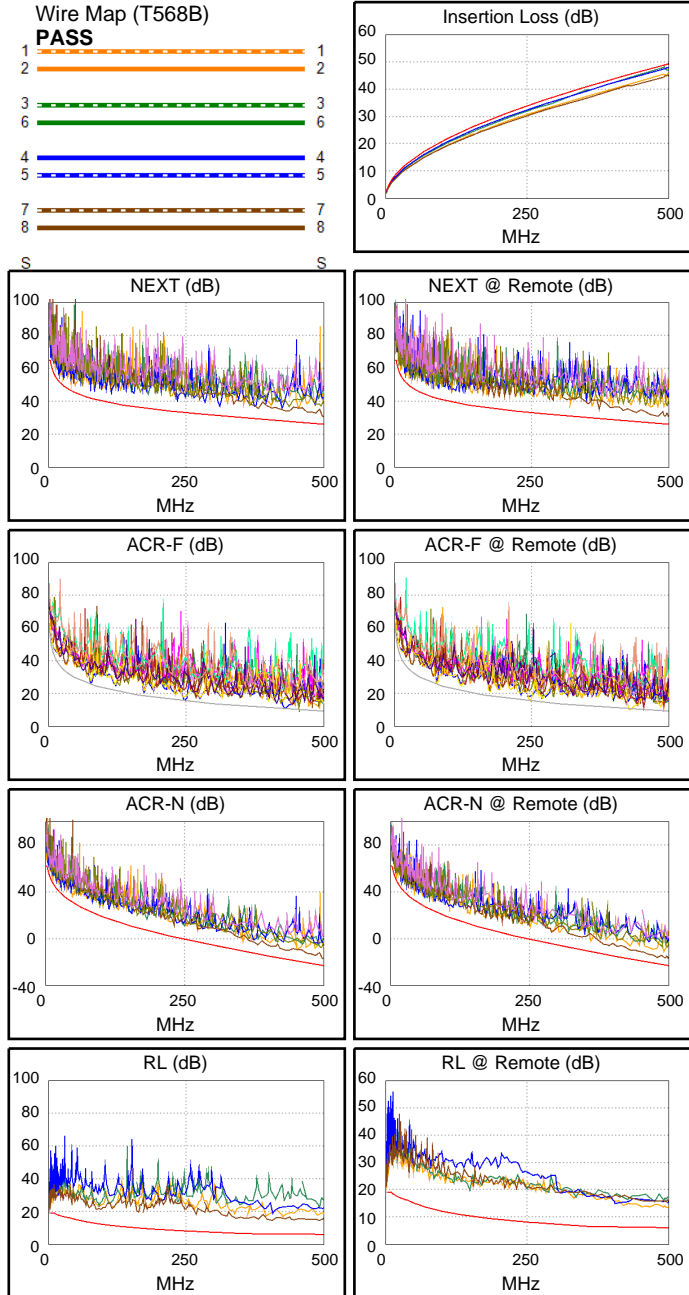 Wire Map (T568B)
PASS
1 1
2 2
3 3
6 6
4 4
5 5
7 7
8 8
S S
Insertion Loss (dB)
60
50
40
30
20
10
0
0 250 500
MHz
NEXT (dB)
100
80
60
40
20
0
0 250 500
MHz
NEXT @ Remote (dB)
100
80
60
40
20
0
0 250 500
MHz
ACR-F (dB)
100
80
60
40
20
0
0 250 500
MHz
ACR-F @ Remote (dB)
100
80
60
40
20
0
0 250 500
MHz
ACR-N (dB)
80
40
0
-40
0 250 500
MHz
ACR-N @ Remote (dB)
80
40
0
-40
0 250 500
MHz
RL (dB)
100
80
60
40
20
0
0 250 500
MHz
RL @ Remote (dB)
60
50
40
30
20
10
0
0 250 500
MHz